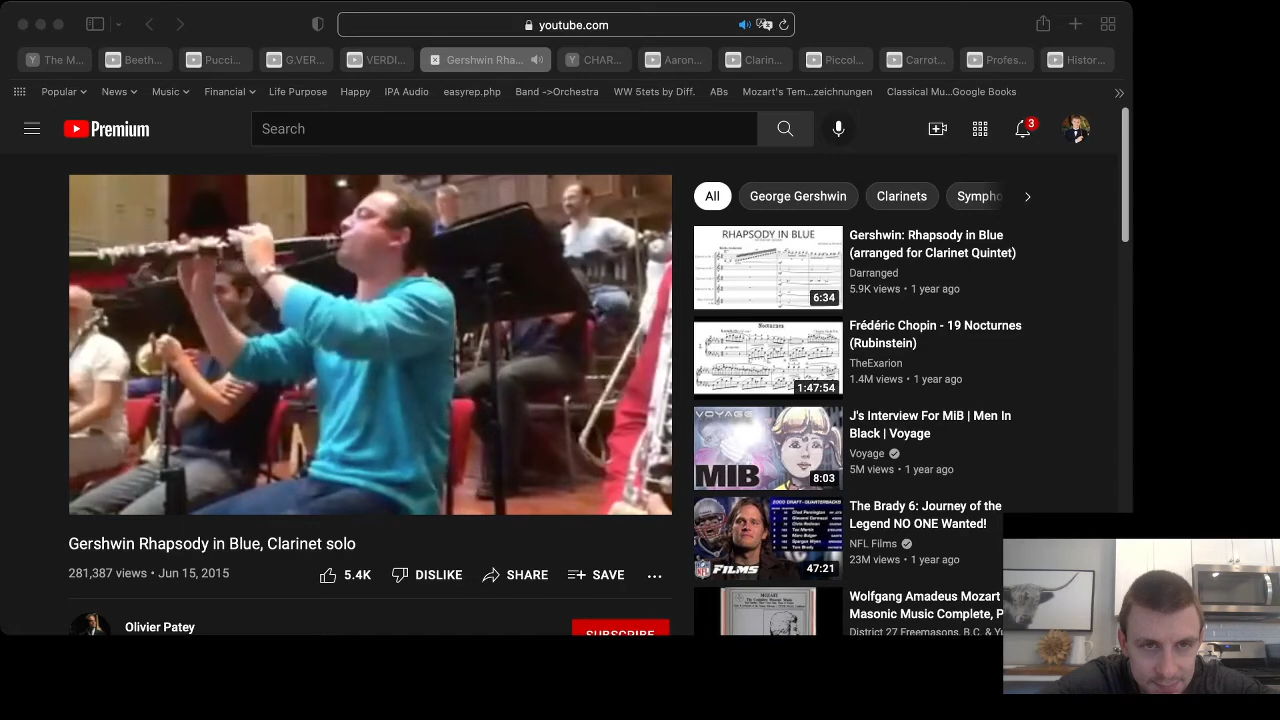 youtube.com
The M...
Beeth...
Pucci...
G.VER...
VERDI...
Gershwin Rha...
CHAR...
Aaron...
Clarin...
Piccol...
Carrot...
Profes...
Histor...
Popular
News
Music
Financial
Life Purpose
Happy
IPA Audio
easyrep.php
Band ->Orchestra
WW 5tets by Diff.
ABs
Mozart's Tem...zeichnungen
Classical Mu...Google Books
Premium
Search
3
All
George Gershwin
Clarinets
Sympho
RHAPSODY IN BLUE
6:34
Gershwin: Rhapsody in Blue
(arranged for Clarinet Quintet)
Darranged
5.9K views • 1 year ago
Nocturnes
1:47:54
Frédéric Chopin - 19 Nocturnes
(Rubinstein)
TheExarion
1.4M views • 1 year ago
VOYAGE
MIB
8:03
J's Interview For MiB | Men In
Black | Voyage
Voyage
5M views • 1 year ago
2000 DRAFT-QUARTERBACKS
NFL FILMS
47:21
The Brady 6: Journey of the
Legend NO ONE Wanted!
NFL Films
23M views • 1 year ago
MOZART
Wolfgang Amadeus Mozart
Masonic Music Complete, P
District 27 Freemasons, B.C. & Y
Gershwin Rhapsody in Blue, Clarinet solo
281,387 views • Jun 15, 2015
5.4K
DISLIKE
SHARE
SAVE
Olivier Patey
SUBSCRIBE